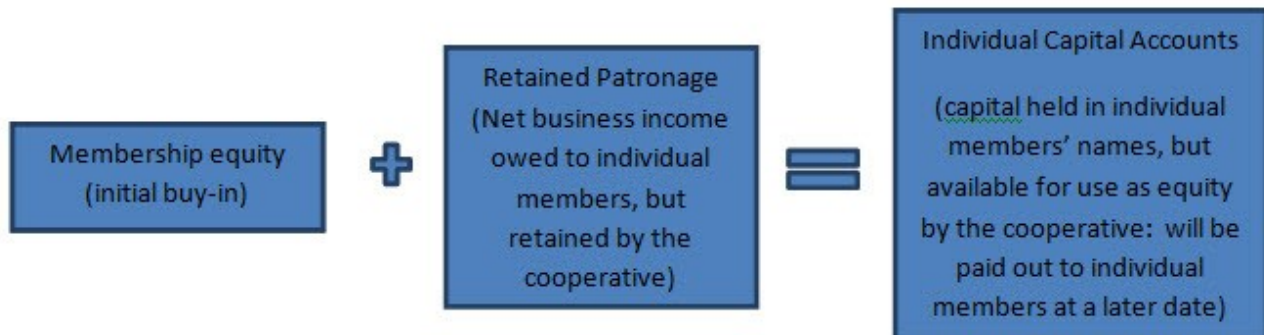 Membership equity
(initial buy-in)
Retained Patronage
(Net business income
owed to individual
members, but
retained by the
cooperative)
Individual Capital Accounts
(capital held in individual
members’ names, but
available for use as equity
by the cooperative: will be
paid out to individual
members at a later date)